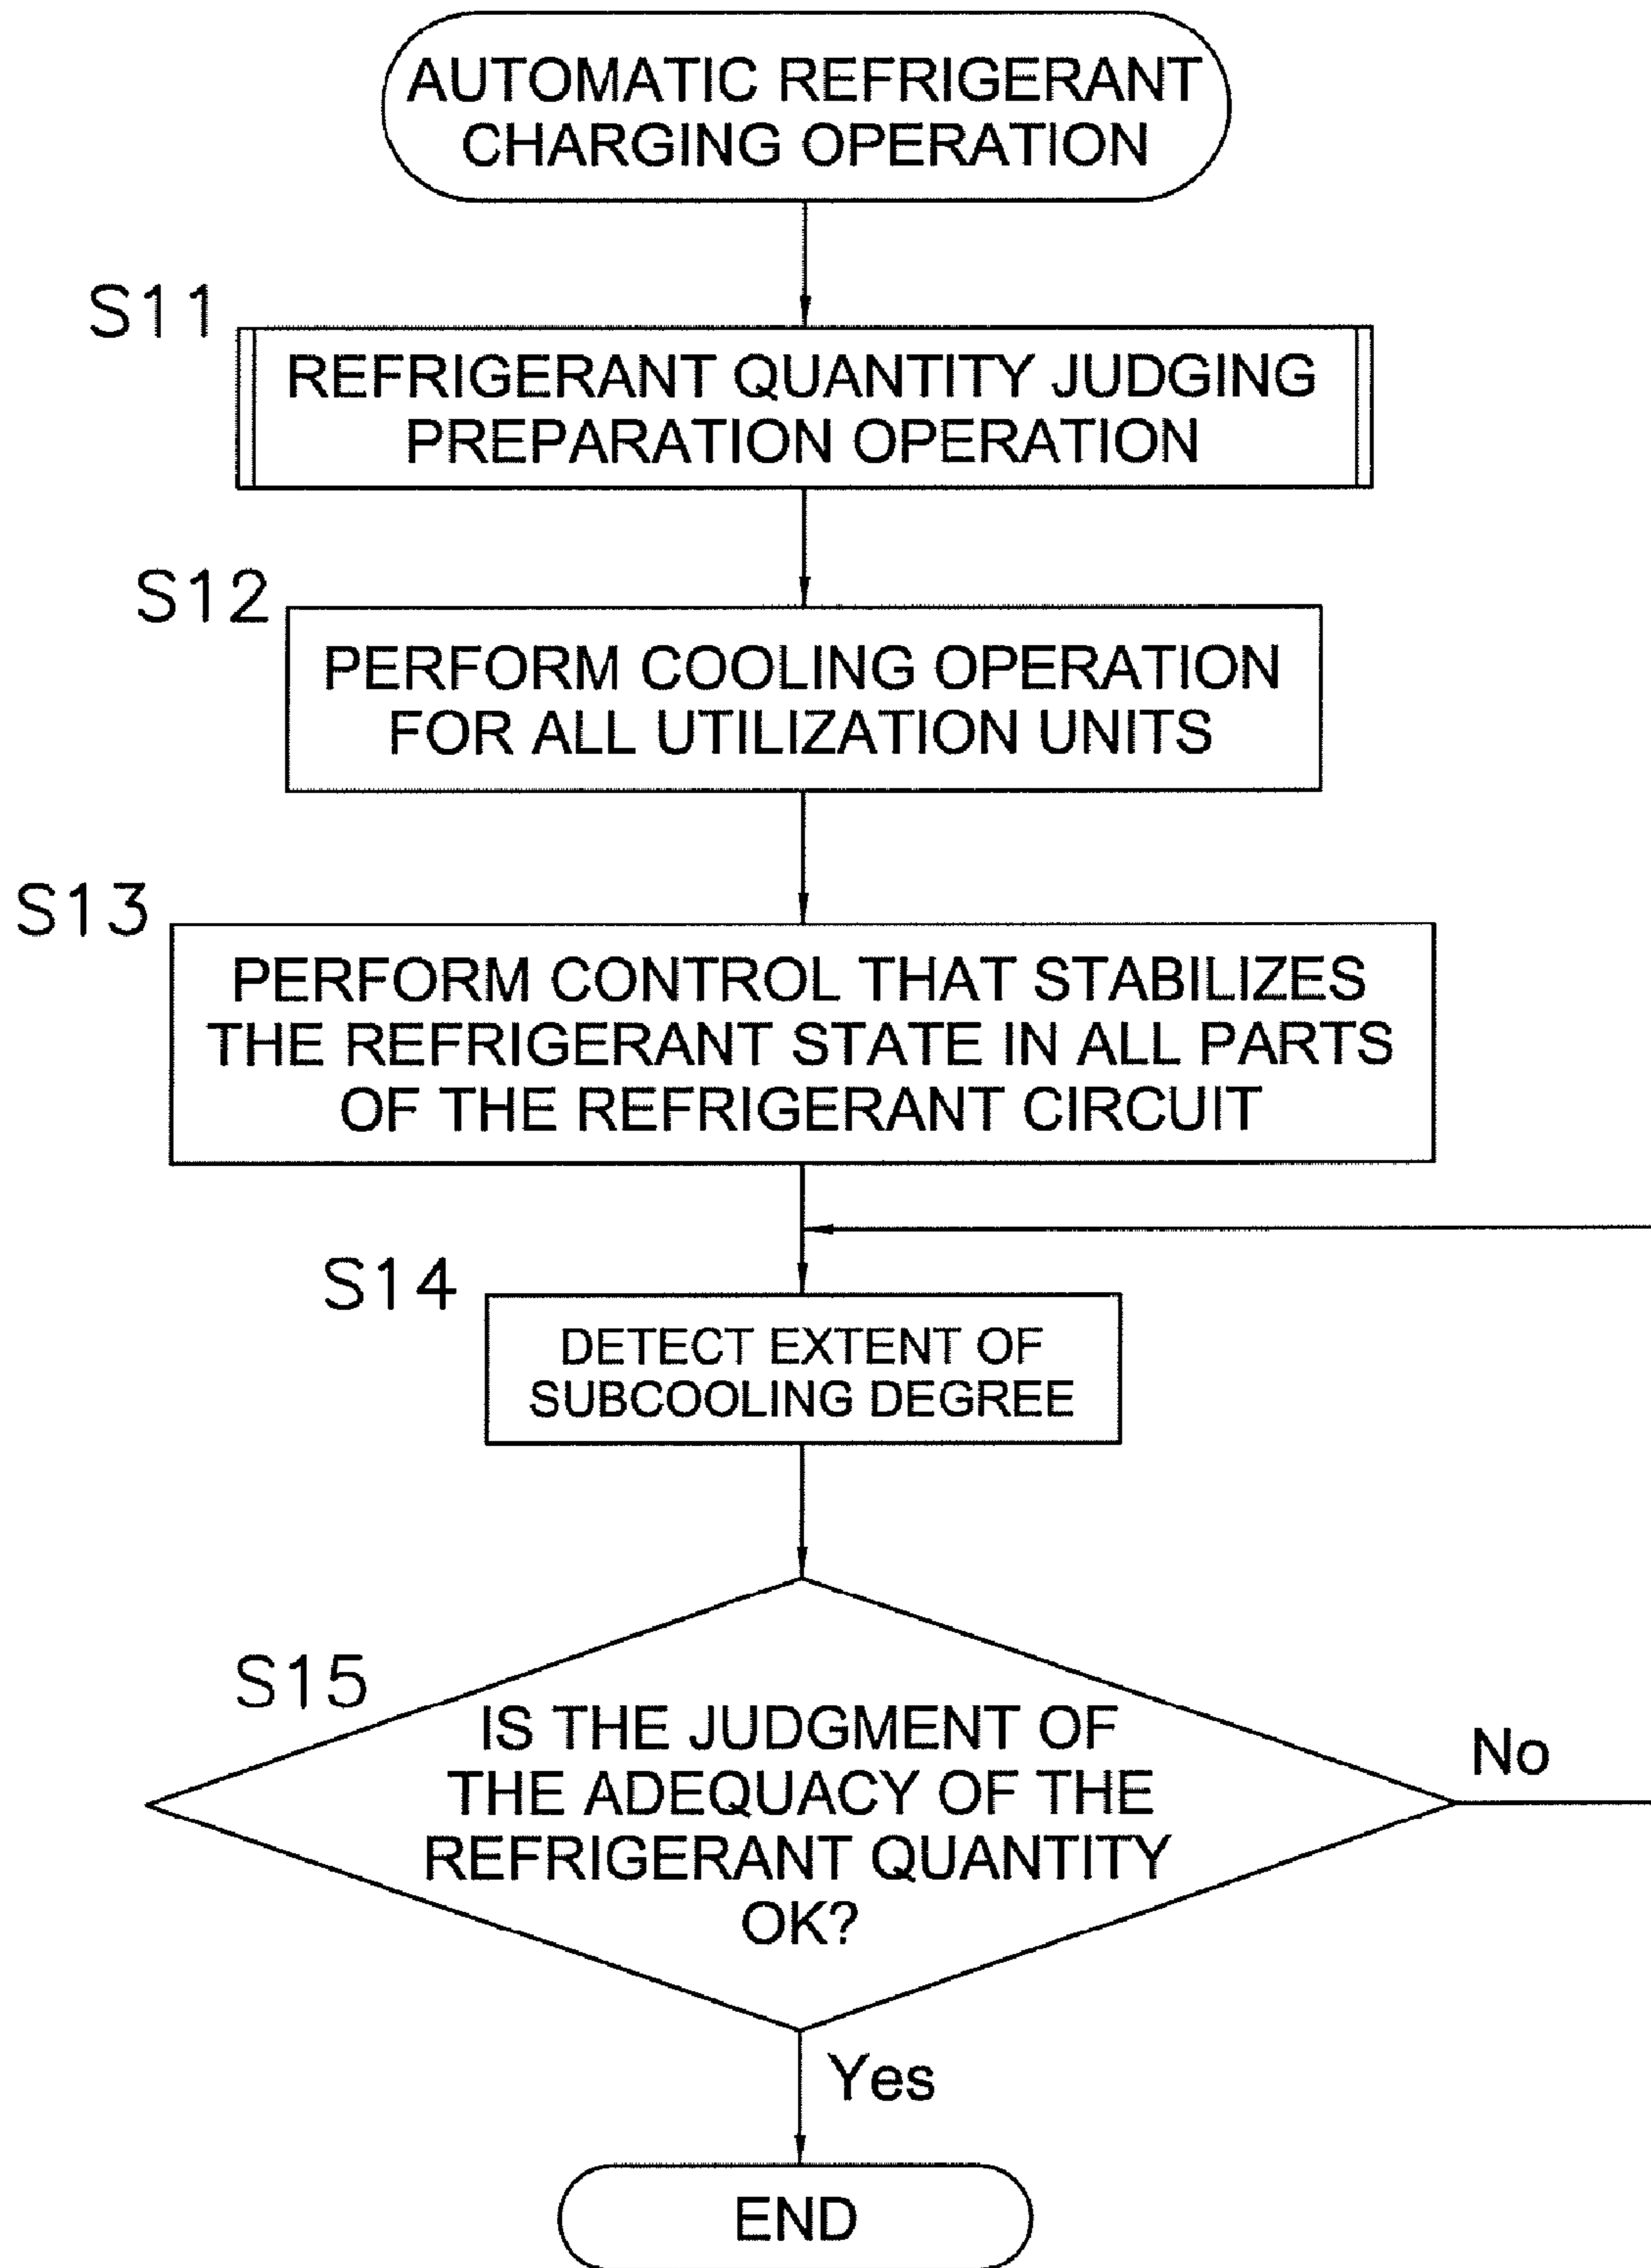 AUTOMATIC REFRIGERANT
CHARGING OPERATION
S11
REFRIGERANT QUANTITY JUDGING
PREPARATION OPERATION
S12
PERFORM COOLING OPERATION
FOR ALL UTILIZATION UNITS
S13
PERFORM CONTROL THAT STABILIZES
THE REFRIGERANT STATE IN ALL PARTS
OF THE REFRIGERANT CIRCUIT
S14
DETECT EXTENT OF
SUBCOOLING DEGREE
S15
IS THE JUDGMENT OF
THE ADEQUACY OF THE
REFRIGERANT QUANTITY
OK?
No
Yes
END